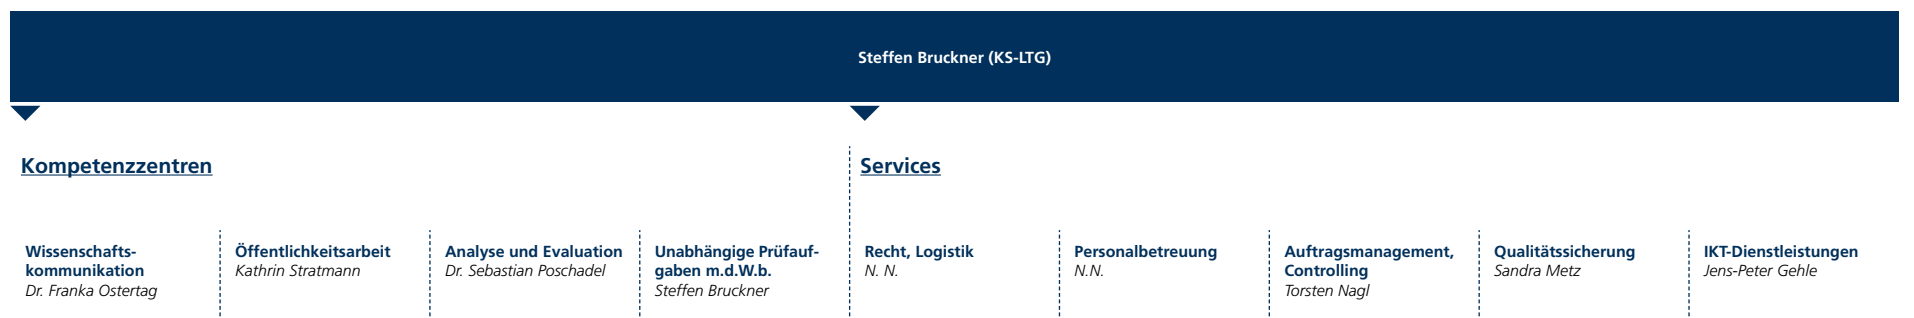 Steffen Bruckner (KS-LTG)
Kompetenzzentren
Wissenschafts-
kommunikation
Dr. Franka Ostertag
Öffentlichkeitsarbeit
Kathrin Stratmann
Analyse und Evaluation
Dr. Sebastian Poschadel
Unabhängige Prüfauf-
gaben m.d.W.b.
Steffen Bruckner
Services
Recht, Logistik
N. N.
Personalbetreuung
N.N.
Auftragsmanagement,
Controlling
Torsten Nagl
Qualitätssicherung
Sandra Metz
IKT-Dienstleistungen
Jens-Peter Gehle